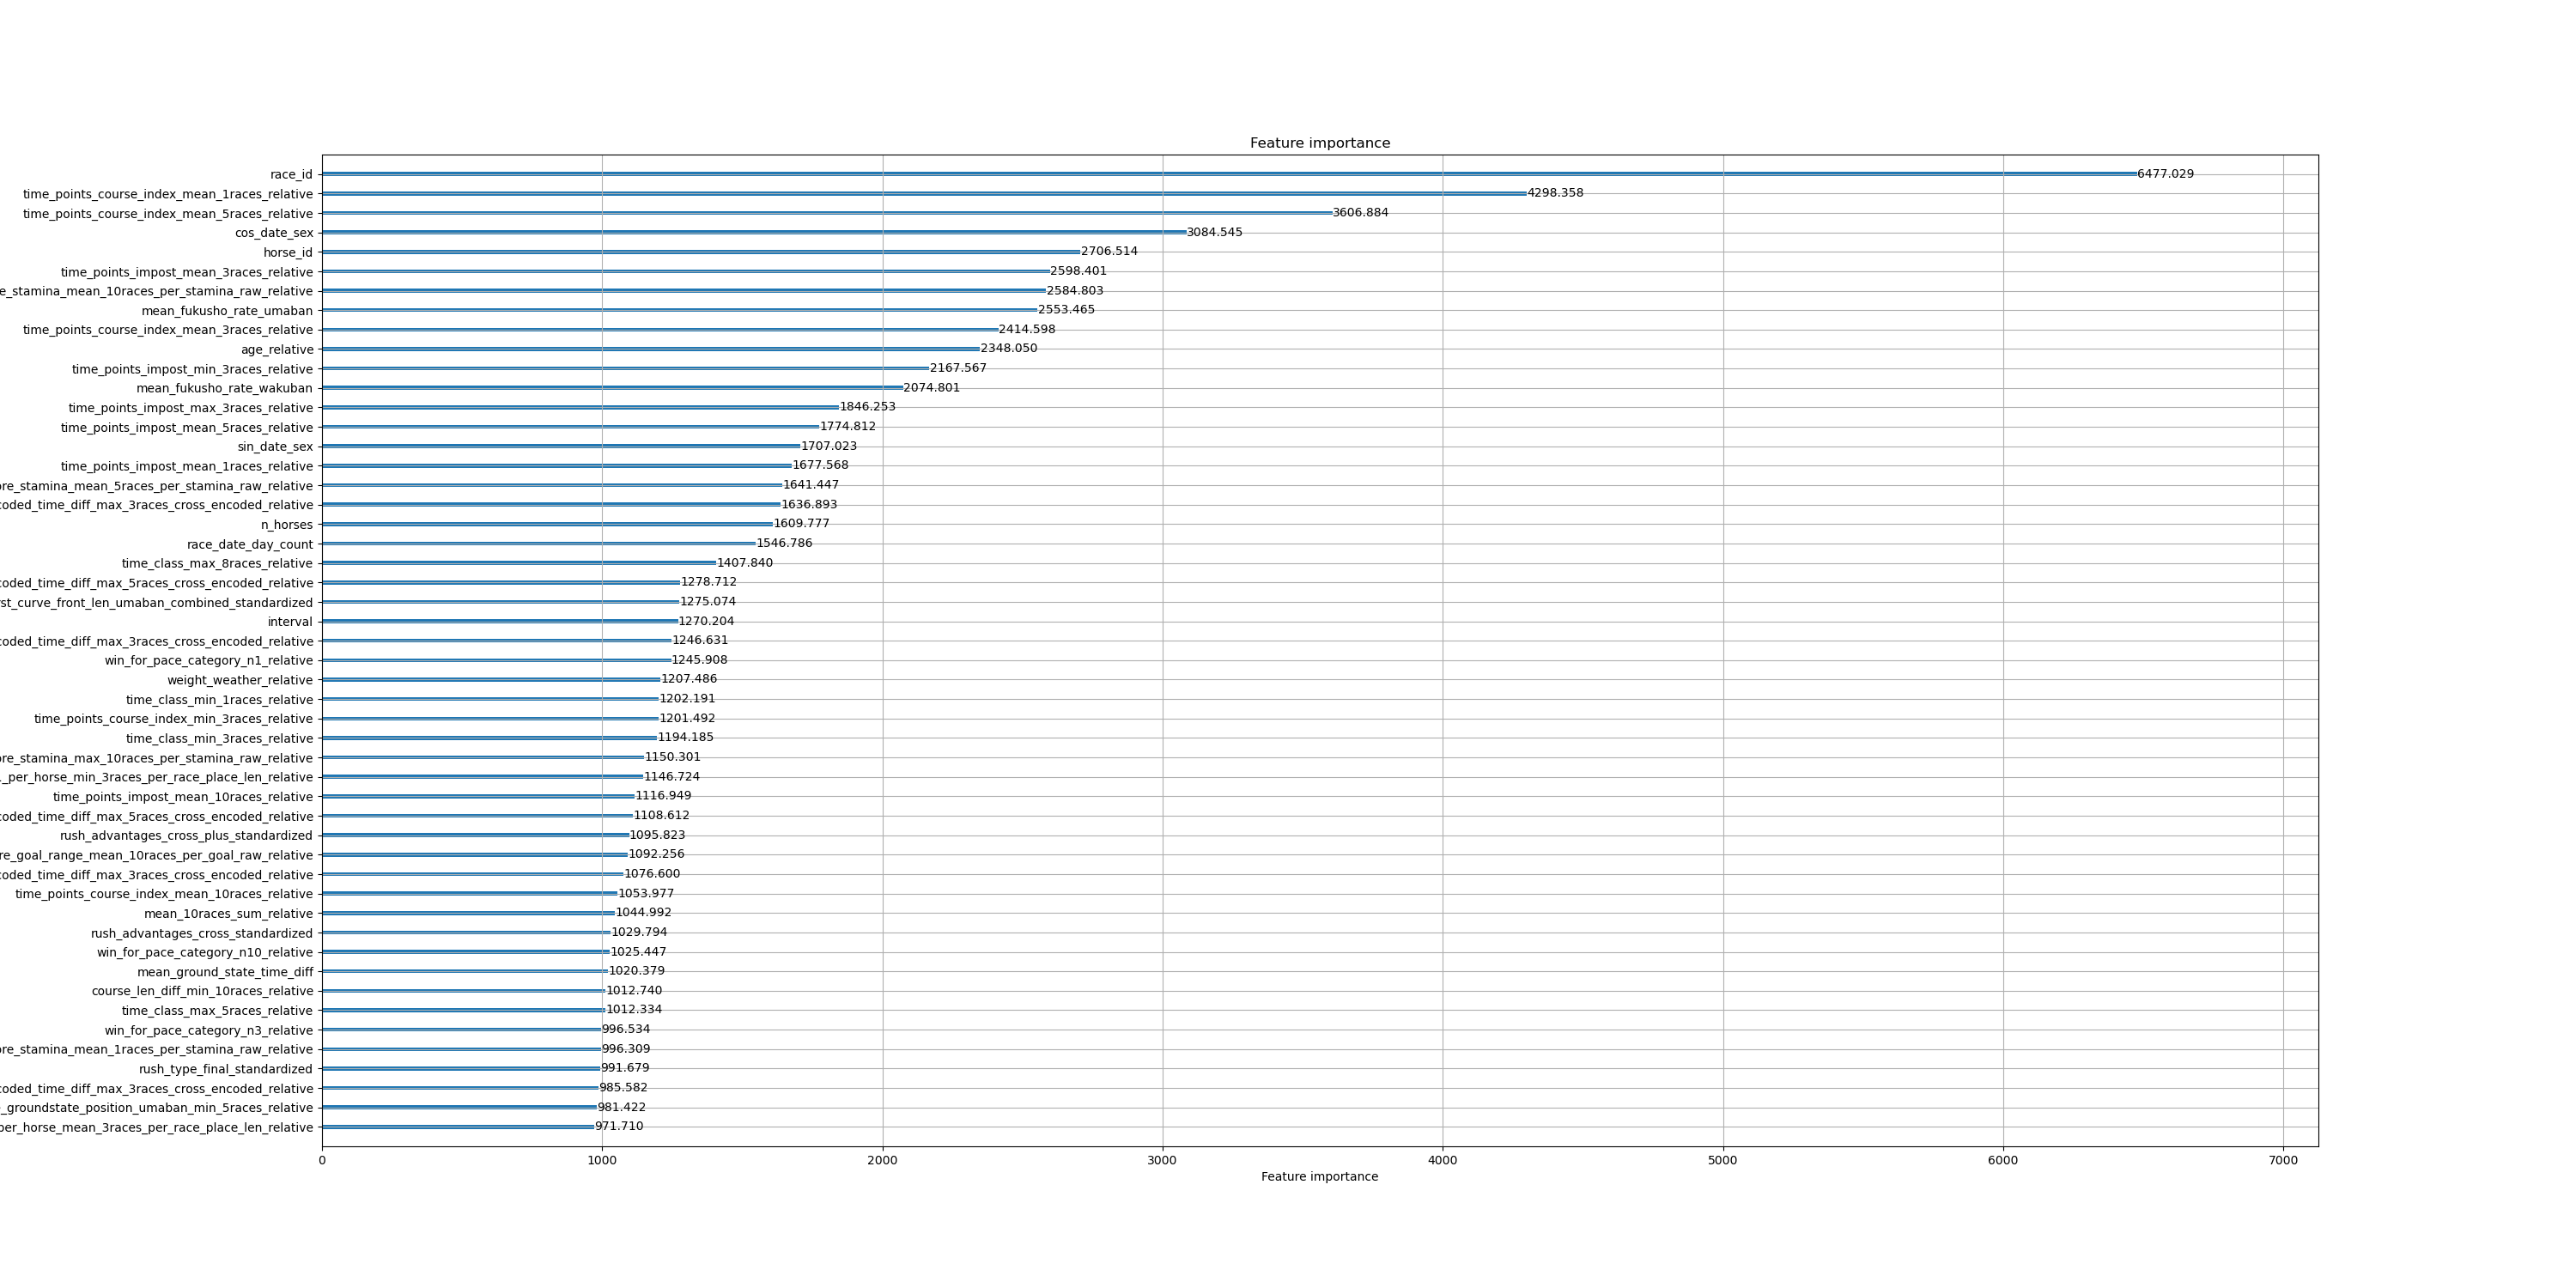 Feature importance
race_id 6477.029
time_points_course_index_mean_1races_relative 4298.358
time_points_course_index_mean_5races_relative 3606.884
cos_date_sex 3084.545
horse_id 2706.514
time_points_impost_mean_3races_relative 2598.401
e_stamina_mean_10races_per_stamina_raw_relative 2584.803
mean_fukusho_rate_umaban 2553.465
time_points_course_index_mean_3races_relative 2414.598
age_relative 2348.050
time_points_impost_min_3races_relative 2167.567
mean_fukusho_rate_wakuban 2074.801
time_points_impost_max_3races_relative 1846.253
time_points_impost_mean_5races_relative 1774.812
sin_date_sex 1707.023
time_points_impost_mean_1races_relative 1677.568
re_stamina_mean_5races_per_stamina_raw_relative 1641.447
coded_time_diff_max_3races_cross_encoded_relative 1636.893
n_horses 1609.777
race_date_day_count 1546.786
time_class_max_8races_relative 1407.840
coded_time_diff_max_5races_cross_encoded_relative 1278.712
st_curve_front_len_umaban_combined_standardized 1275.074
interval 1270.204
coded_time_diff_max_3races_cross_encoded_relative 1246.631
win_for_pace_category_n1_relative 1245.908
weight_weather_relative 1207.486
time_class_min_1races_relative 1202.191
time_points_course_index_min_3races_relative 1201.492
time_class_min_3races_relative 1194.185
re_stamina_max_10races_per_stamina_raw_relative 1150.301
_per_horse_min_3races_per_race_place_len_relative 1146.724
time_points_impost_mean_10races_relative 1116.949
coded_time_diff_max_5races_cross_encoded_relative 1108.612
rush_advantages_cross_plus_standardized 1095.823
re_goal_range_mean_10races_per_goal_raw_relative 1092.256
coded_time_diff_max_3races_cross_encoded_relative 1076.600
time_points_course_index_mean_10races_relative 1053.977
mean_10races_sum_relative 1044.992
rush_advantages_cross_standardized 1029.794
win_for_pace_category_n10_relative 1025.447
mean_ground_state_time_diff 1020.379
course_len_diff_min_10races_relative 1012.740
time_class_max_5races_relative 1012.334
win_for_pace_category_n3_relative 996.534
re_stamina_mean_1races_per_stamina_raw_relative 996.309
rush_type_final_standardized 991.679
coded_time_diff_max_3races_cross_encoded_relative 985.582
_groundstate_position_umaban_min_5races_relative 981.422
per_horse_mean_3races_per_race_place_len_relative 971.710
0 1000 2000 3000 4000 5000 6000 7000
Feature importance